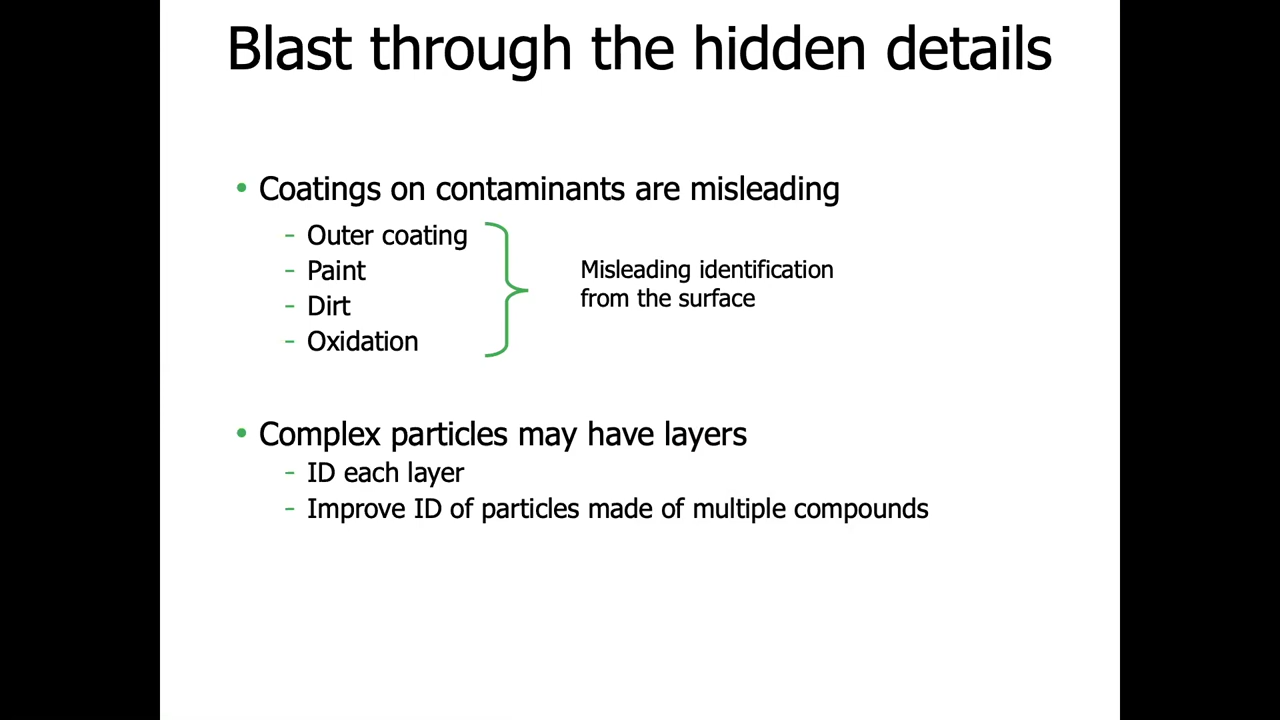 Blast through the hidden details
• Coatings on contaminants are misleading
- Outer coating
- Paint
- Dirt
- Oxidation
Misleading identification
from the surface
• Complex particles may have layers
- ID each layer
- Improve ID of particles made of multiple compounds